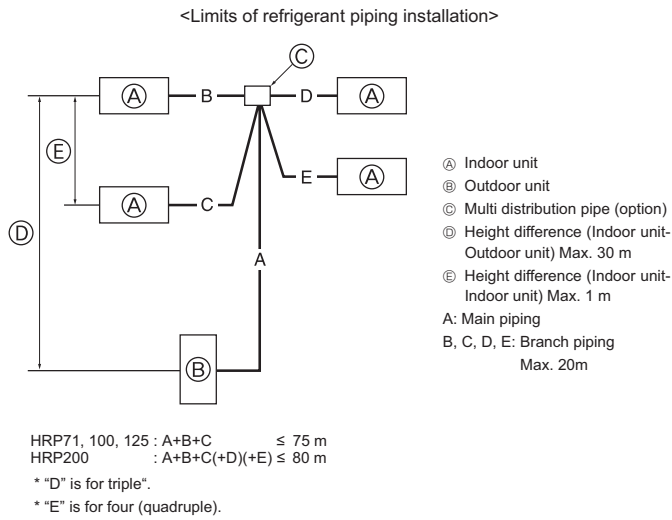 <Limits of refrigerant piping installation>
Ⓒ
Ⓐ B D Ⓐ
Ⓔ
Ⓐ C E Ⓐ
Ⓓ
A
Ⓑ
Ⓐ Indoor unit
Ⓑ Outdoor unit
Ⓒ Multi distribution pipe (option)
Ⓓ Height difference (Indoor unit-
Outdoor unit) Max. 30 m
Ⓔ Height difference (Indoor unit-
Indoor unit) Max. 1 m
A: Main piping
B, C, D, E: Branch piping
Max. 20m
HRP71, 100, 125 : A+B+C ≤ 75 m
HRP200 : A+B+C(+D)(+E) ≤ 80 m
* “D” is for triple“.
* “E” is for four (quadruple).